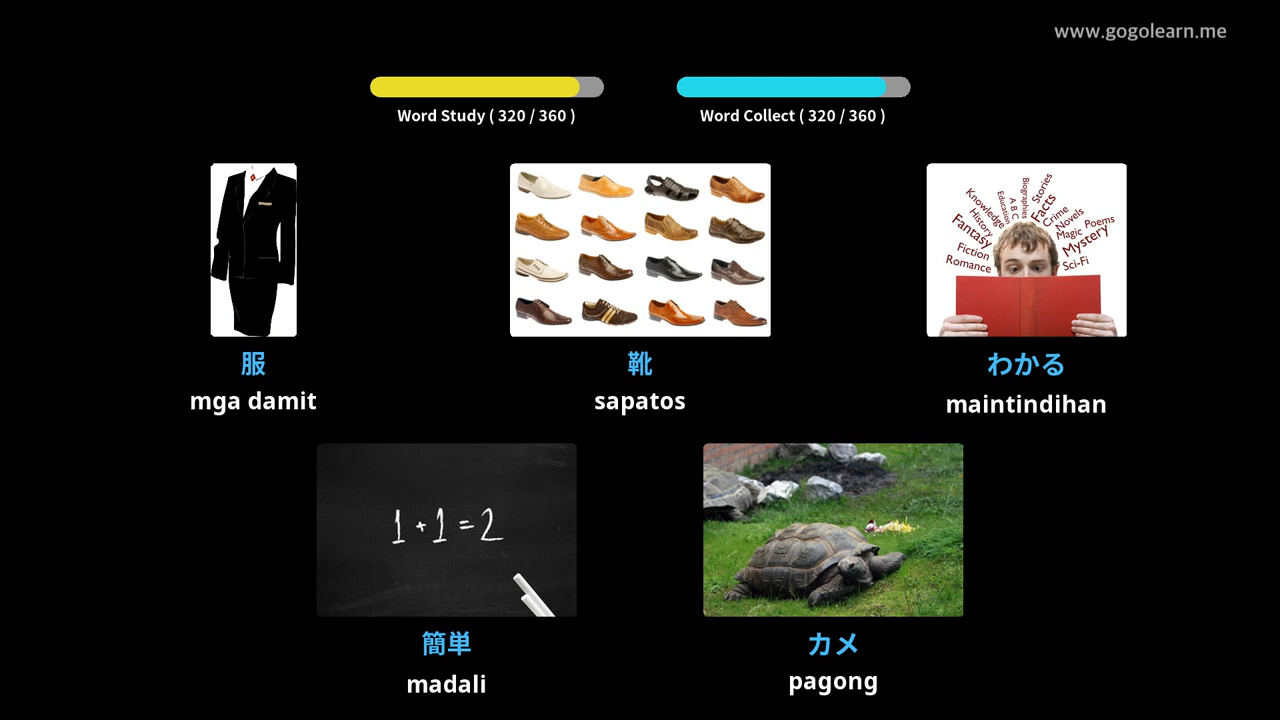 www.gogolearn.me
Word Study ( 320 / 360 )
Word Collect ( 320 / 360 )
Knowledge
History
Education
A B C
Biographies
Stories
Facts
Crime
Novels
Magic
Poems
Mystery
Fantasy
Fiction
Romance
Sci-Fi
服
mga damit
靴
sapatos
わかる
maintindihan
1 + 1 = 2
簡単
madali
カメ
pagong